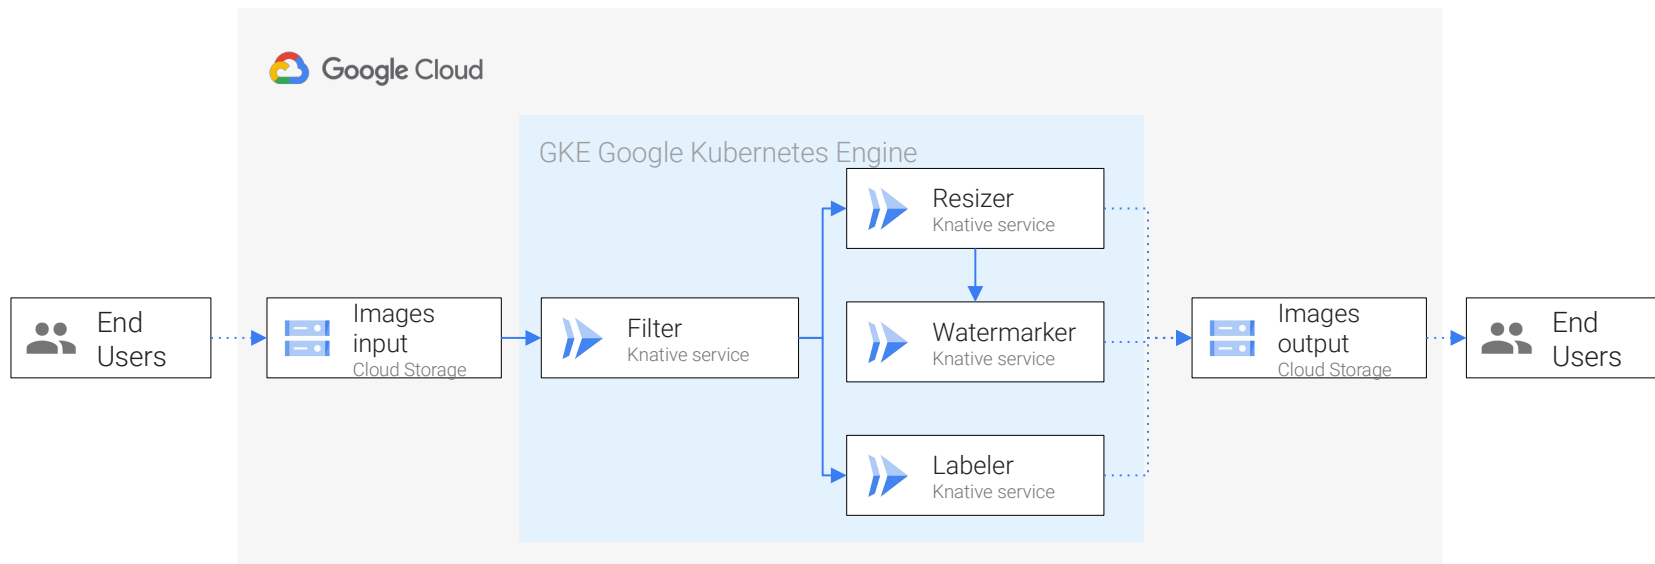 Google Cloud
GKE Google Kubernetes Engine
End
Users
Images
input
Cloud Storage
Filter
Knative service
Resizer
Knative service
Watermarker
Knative service
Labeler
Knative service
Images
output
Cloud Storage
End
Users